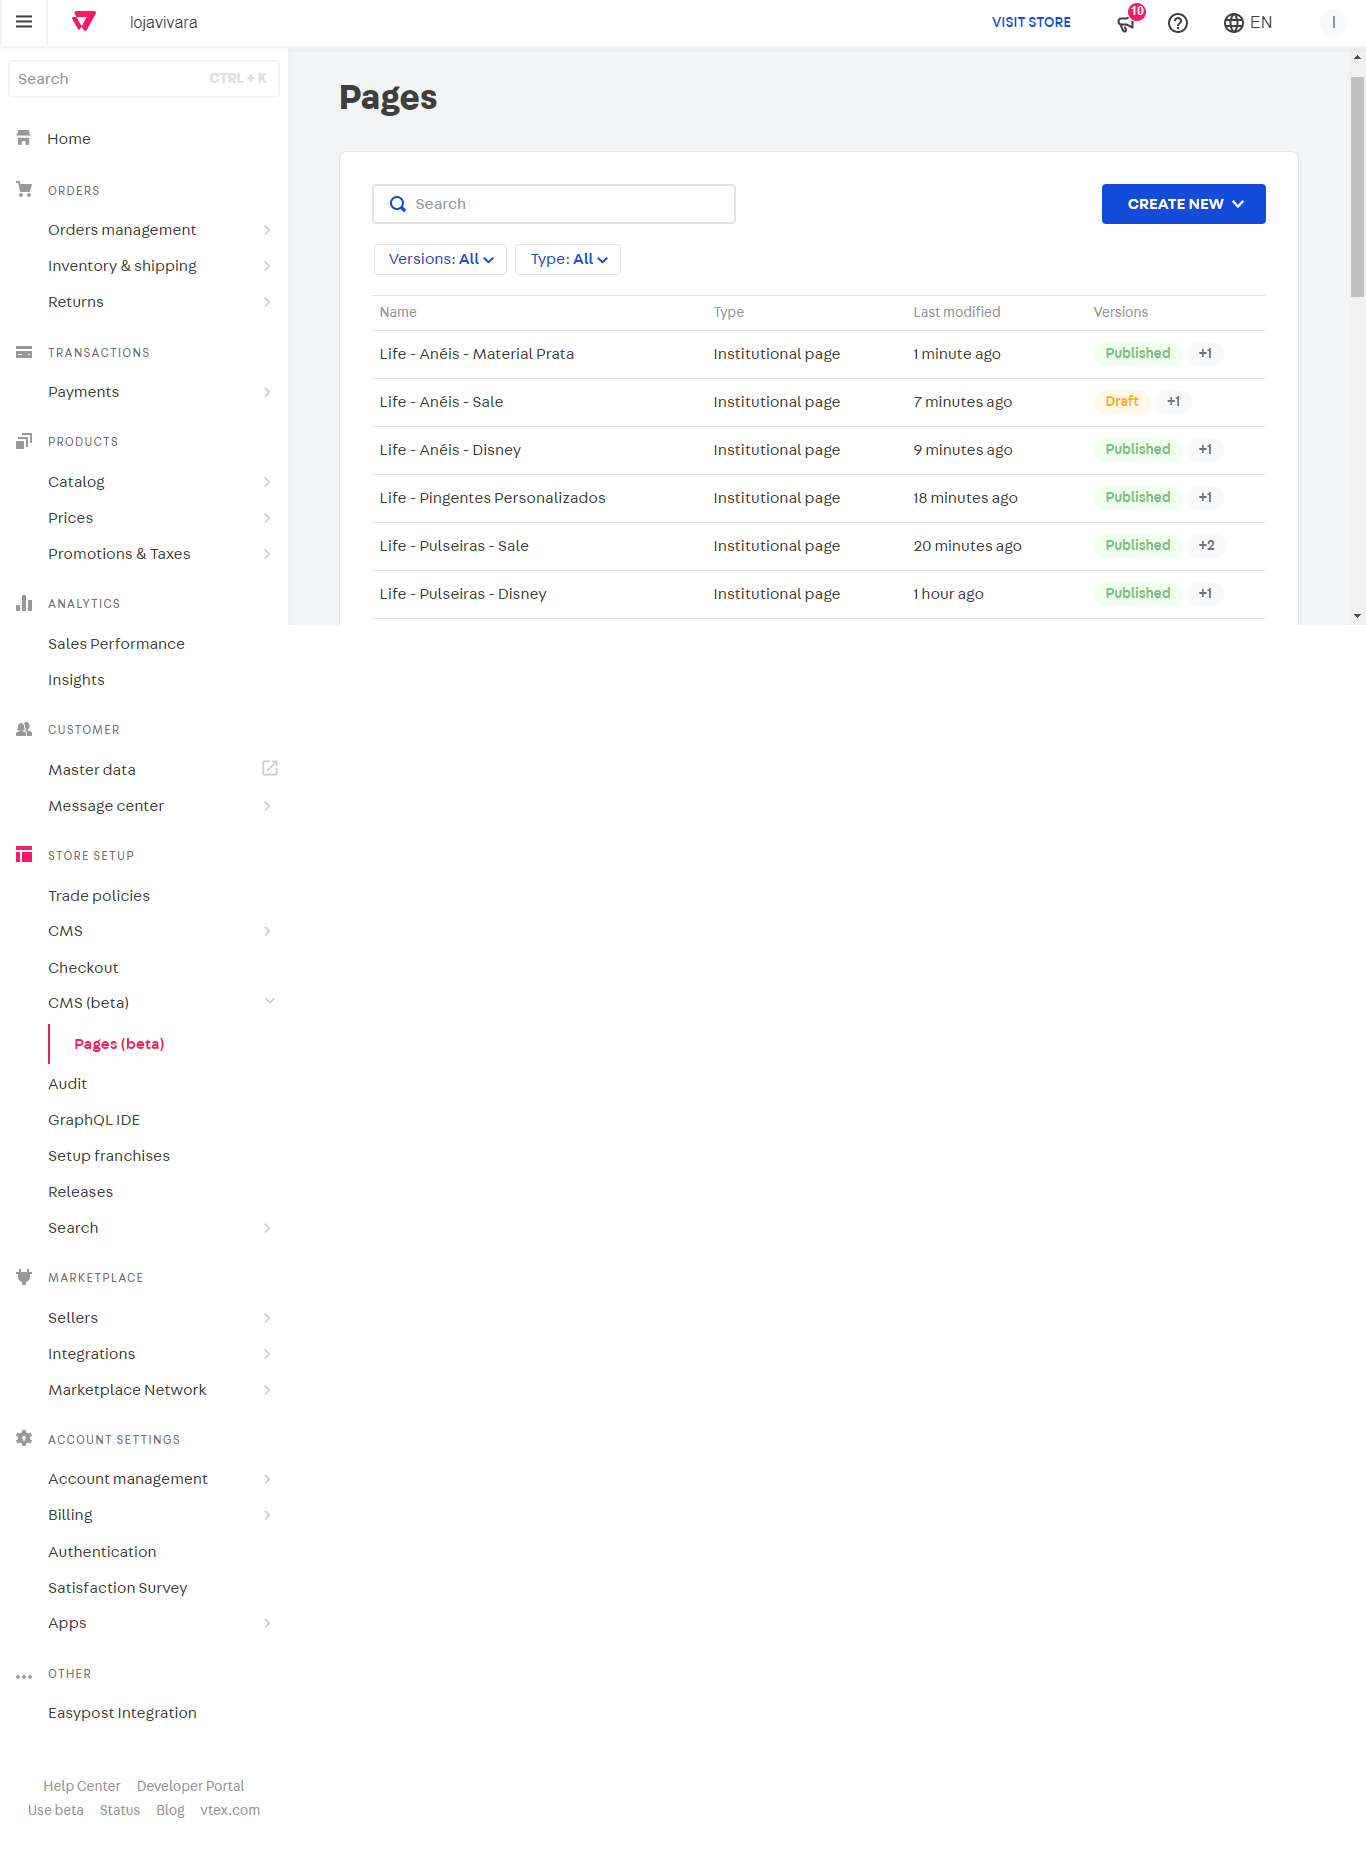 lojavivara
VISIT STORE
10
EN
I
Search CTRL + K
Home
ORDERS
Orders management
Inventory & shipping
Returns
TRANSACTIONS
Payments
PRODUCTS
Catalog
Prices
Promotions & Taxes
ANALYTICS
Sales Performance
Insights
CUSTOMER
Master data
Message center
STORE SETUP
Trade policies
CMS
Checkout
CMS (beta)
Pages (beta)
Audit
GraphQL IDE
Setup franchises
Releases
Search
MARKETPLACE
Sellers
Integrations
Marketplace Network
ACCOUNT SETTINGS
Account management
Billing
Authentication
Satisfaction Survey
Apps
OTHER
Easypost Integration
Help Center Developer Portal
Use beta Status Blog vtex.com
Pages
Search
CREATE NEW
Versions: All Type: All
Name Type Last modified Versions
Life - Anéis - Material Prata Institutional page 1 minute ago Published +1
Life - Anéis - Sale Institutional page 7 minutes ago Draft +1
Life - Anéis - Disney Institutional page 9 minutes ago Published +1
Life - Pingentes Personalizados Institutional page 18 minutes ago Published +1
Life - Pulseiras - Sale Institutional page 20 minutes ago Published +2
Life - Pulseiras - Disney Institutional page 1 hour ago Published +1